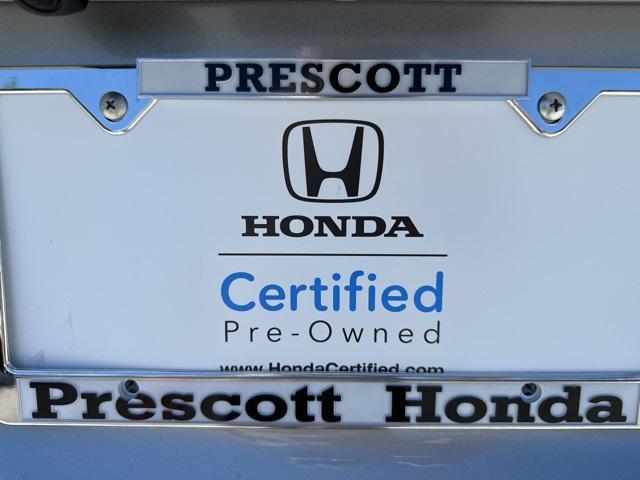 PRESCOTT
HONDA
Certified
Pre-Owned
www.HondaCertified.com
Prescott Honda